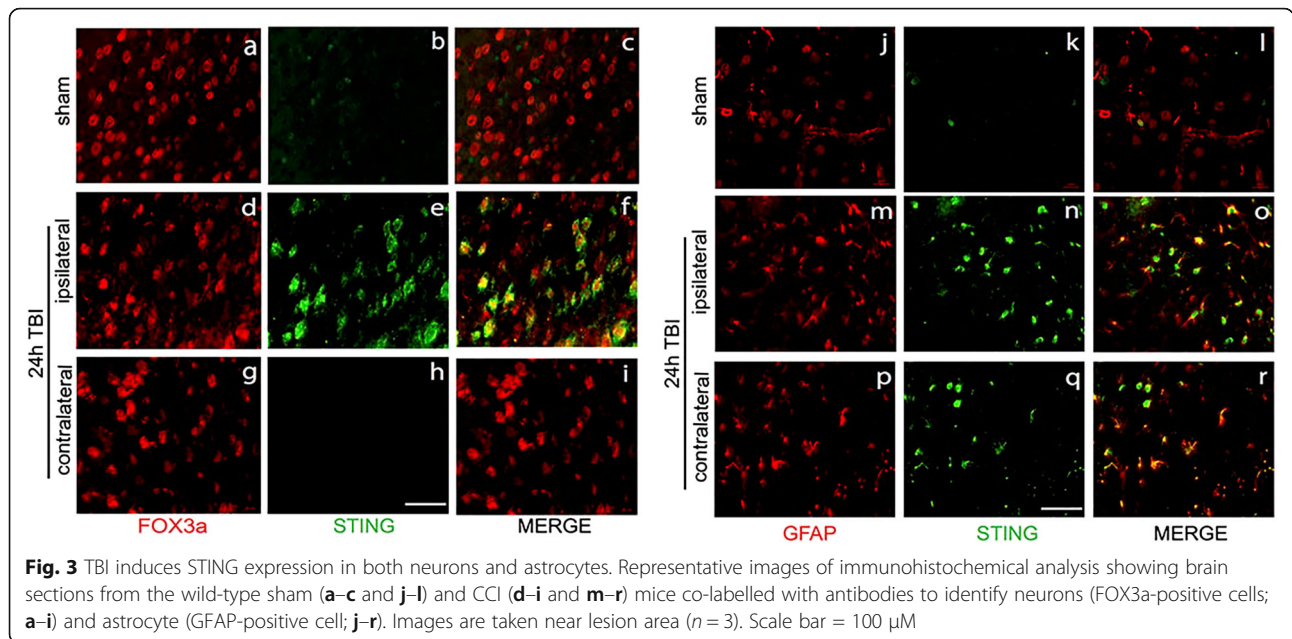 a
b
c
sham
d
e
f
ipsilateral
24h TBI
g
h
i
contralateral
FOX3a
STING
MERGE
j
k
l
sham
m
n
o
ipsilateral
24h TBI
p
q
r
contralateral
GFAP
STING
MERGE
Fig. 3 TBI induces STING expression in both neurons and astrocytes. Representative images of immunohistochemical analysis showing brain
sections from the wild-type sham (a–c and j–l) and CCI (d–i and m–r) mice co-labelled with antibodies to identify neurons (FOX3a-positive cells;
a–i) and astrocyte (GFAP-positive cell; j–r). Images are taken near lesion area (n = 3). Scale bar = 100 μM